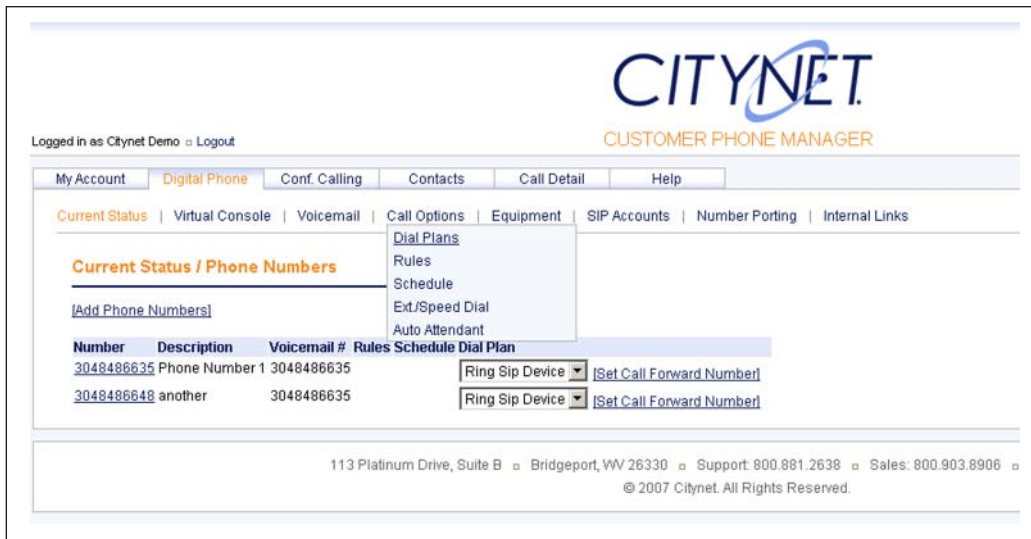 CITYNET.
Logged in as Citynet Demo ▫ Logout
CUSTOMER PHONE MANAGER
My Account Digital Phone Conf. Calling Contacts Call Detail Help
Current Status | Virtual Console | Voicemail | Call Options | Equipment | SIP Accounts | Number Porting | Internal Links
Dial Plans
Rules
Schedule
Ext./Speed Dial
Auto Attendant
Current Status / Phone Numbers
[Add Phone Numbers]
Number Description Voicemail # Rules Schedule Dial Plan
3048486635 Phone Number 1 3048486635 Ring Sip Device [Set Call Forward Number]
3048486648 another 3048486635 Ring Sip Device [Set Call Forward Number]
113 Platinum Drive, Suite B ▫ Bridgeport, WV 26330 ▫ Support: 800.881.2638 ▫ Sales: 800.903.8906 ▫
© 2007 Citynet. All Rights Reserved.